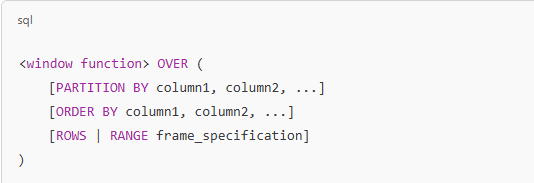 sql
<window function> OVER (
    [PARTITION BY column1, column2, ...]
    [ORDER BY column1, column2, ...]
    [ROWS | RANGE frame_specification]
)